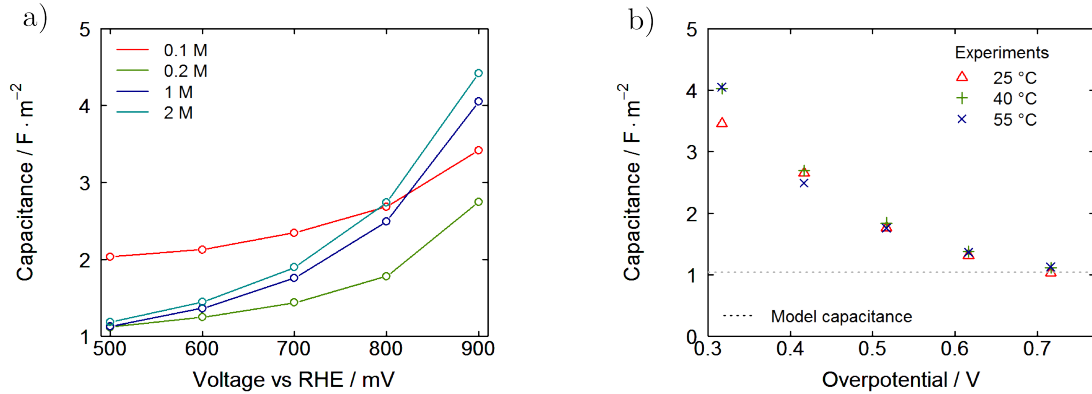 a)
5
4
3
2
1
Capacitance / F · m⁻²
0.1 M
0.2 M
1 M
2 M
500 600 700 800 900
Voltage vs RHE / mV
b)
5
4
3
2
1
0
Capacitance / F · m⁻²
Experiments
25 °C
40 °C
55 °C
Model capacitance
0.3 0.4 0.5 0.6 0.7
Overpotential / V